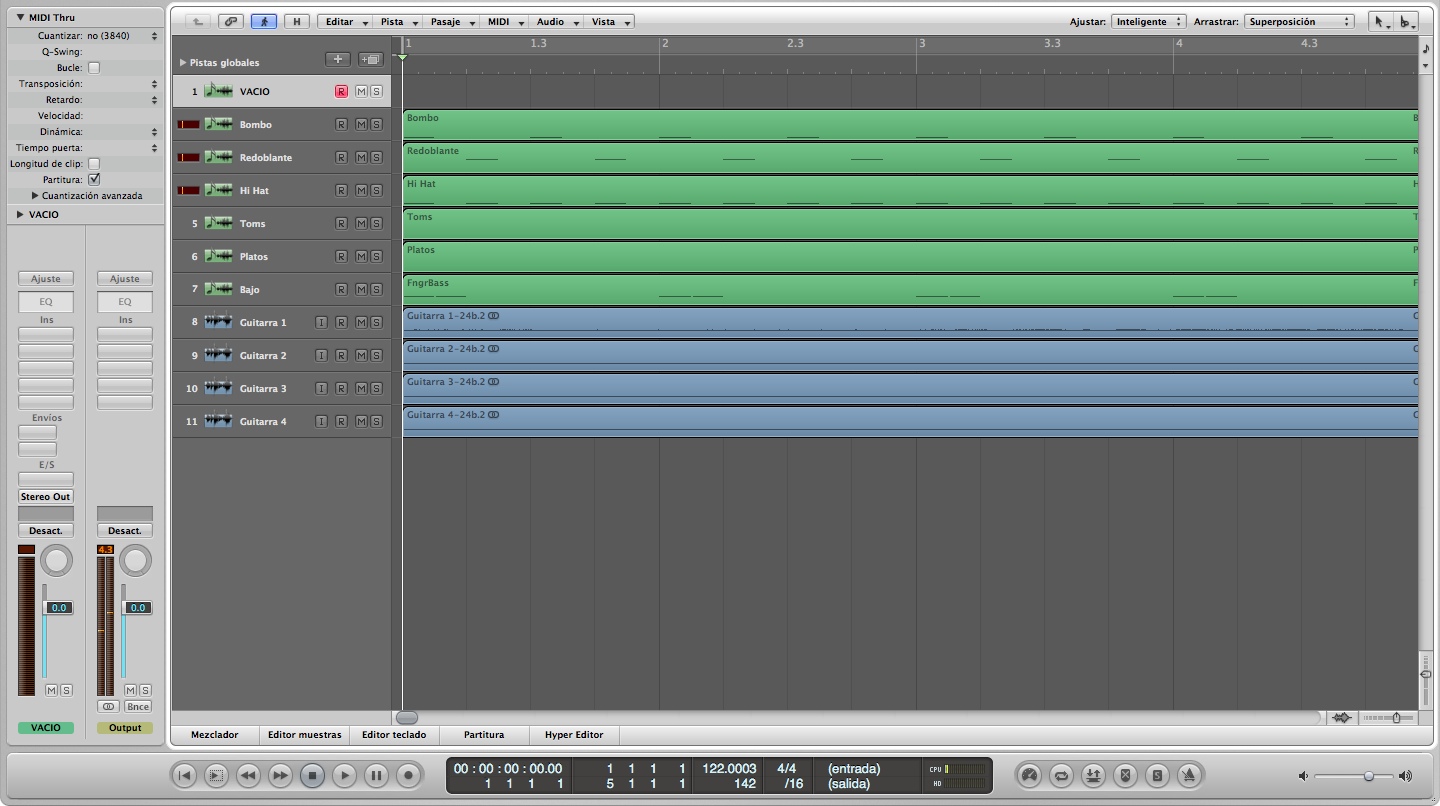 MIDI Thru
Cuantizar: no (3840)
Q-Swing:
Bucle:
Transposición:
Retardo:
Velocidad:
Dinámica:
Tiempo puerta:
Longitud de clip:
Partitura:
Cuantización avanzada
VACIO
Ajuste Ajuste
EQ EQ
Ins Ins
Envíos
E/S
Stereo Out
Desact. Desact.
4.3
0.0 0.0
M S M S
Bnce
VACIO Output
H Editar Pista Pasaje MIDI Audio Vista Ajustar: Inteligente Arrastrar: Superposición
1 1.3 2 2.3 3 3.3 4 4.3
Pistas globales
1 VACIO R M S
Bombo R M S Bombo B
Redoblante R M S Redoblante R
Hi Hat R M S Hi Hat H
5 Toms R M S Toms T
6 Platos R M S Platos P
7 Bajo R M S FngrBass F
8 Guitarra 1 I R M S Guitarra 1-24b.2 G
9 Guitarra 2 I R M S Guitarra 2-24b.2 G
10 Guitarra 3 I R M S Guitarra 3-24b.2 G
11 Guitarra 4 I R M S Guitarra 4-24b.2 G
Mezclador Editor muestras Editor teclado Partitura Hyper Editor
00 : 00 : 00 : 00.00 1 1 1 1 122.0003 4/4 (entrada) CPU
1 1 1 1 5 1 1 1 142 /16 (salida) HD
S